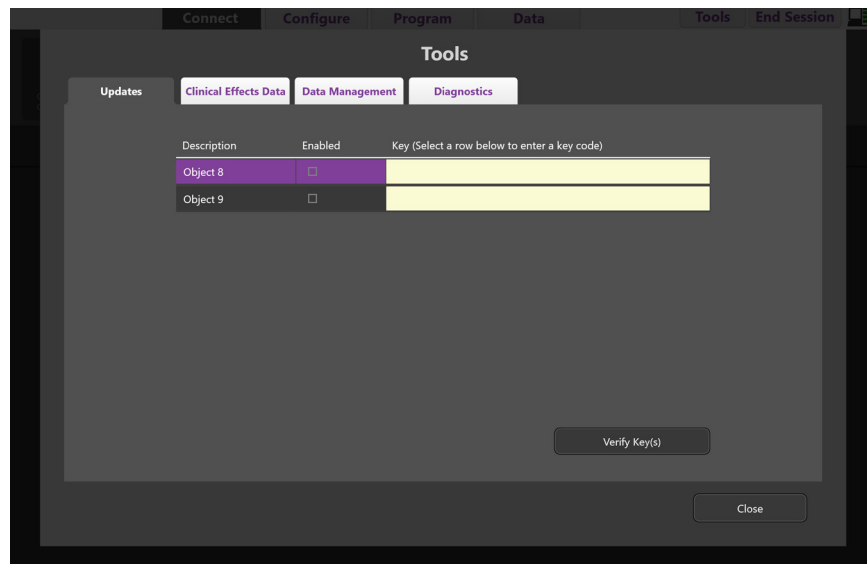 Connect Configure Program Data Tools End Session
Tools
Updates Clinical Effects Data Data Management Diagnostics
Description Enabled Key (Select a row below to enter a key code)
Object 8
Object 9
Verify Key(s)
Close